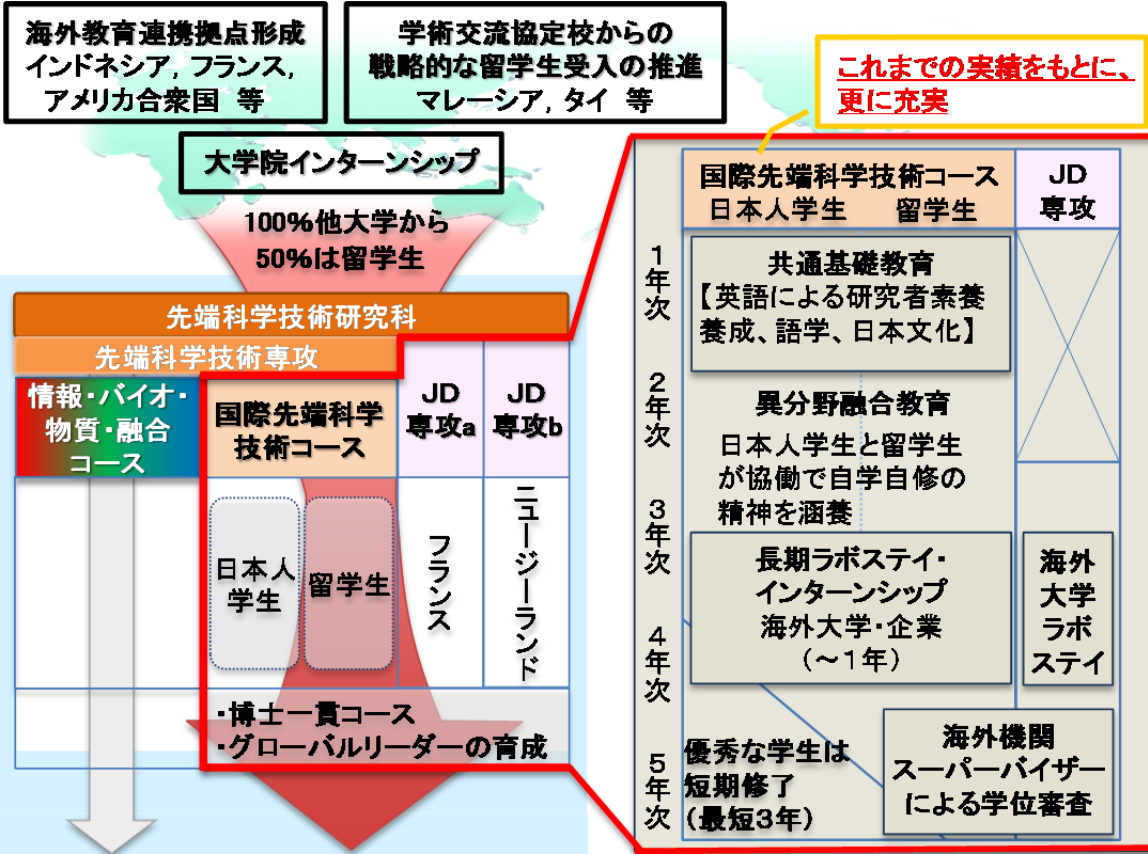 海外教育連携拠点形成
インドネシア, フランス,
アメリカ合衆国 等
学術交流協定校からの
戦略的な留学生受入の推進
マレーシア, タイ 等
これまでの実績をもとに、
更に充実
大学院インターンシップ
100%他大学から
50%は留学生
先端科学技術研究科
先端科学技術専攻
情報・バイオ・
物質・融合
コース
国際先端科学
技術コース
JD
専攻a
JD
専攻b
日本人
学生
留学生
フランス
ニュージーランド
・博士一貫コース
・グローバルリーダーの育成
国際先端科学技術コース
日本人学生 留学生
JD
専攻
1年次
共通基礎教育
【英語による研究者素養
養成、語学、日本文化】
2年次
異分野融合教育
日本人学生と留学生
が協働で自学自修の
精神を涵養
3年次
長期ラボステイ・
インターンシップ
海外大学・企業
(～1年)
海外
大学
ラボ
ステイ
4年次
5年次
優秀な学生は
短期修了
(最短3年)
海外機関
スーパーバイザー
による学位審査